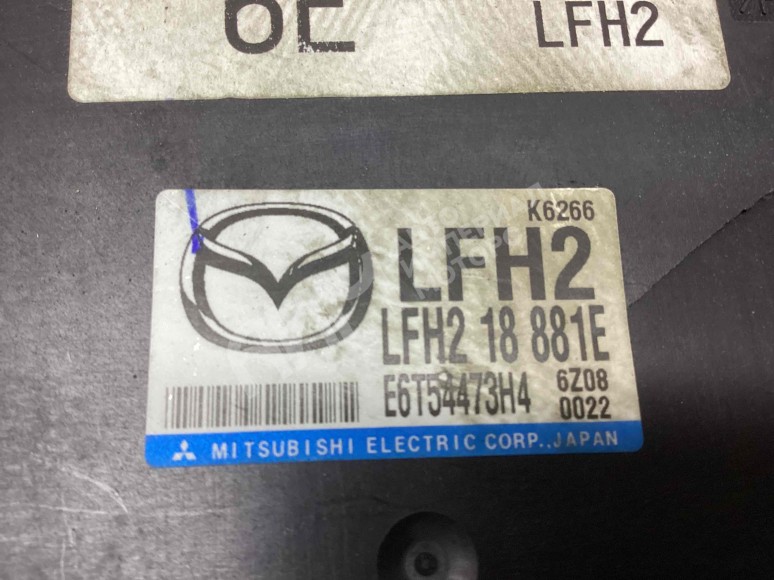 6E
LFH2
K6266
LFH2
LFH2 18 881E
E6T54473H4
6Z08
0022
MITSUBISHI ELECTRIC CORP., JAPAN